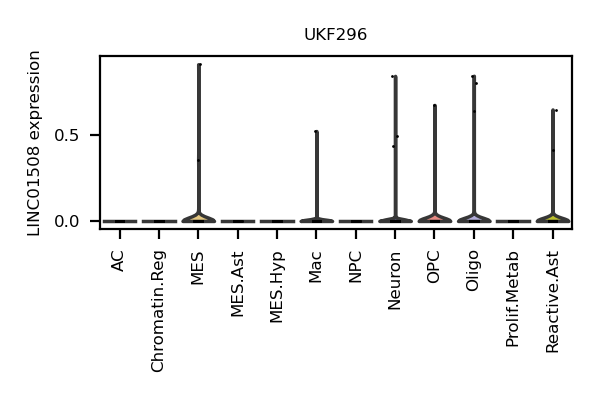 UKF296
LINC01508 expression
0.5
0.0
AC
Chromatin.Reg
MES
MES.Ast
MES.Hyp
Mac
NPC
Neuron
OPC
Oligo
Prolif.Metab
Reactive.Ast